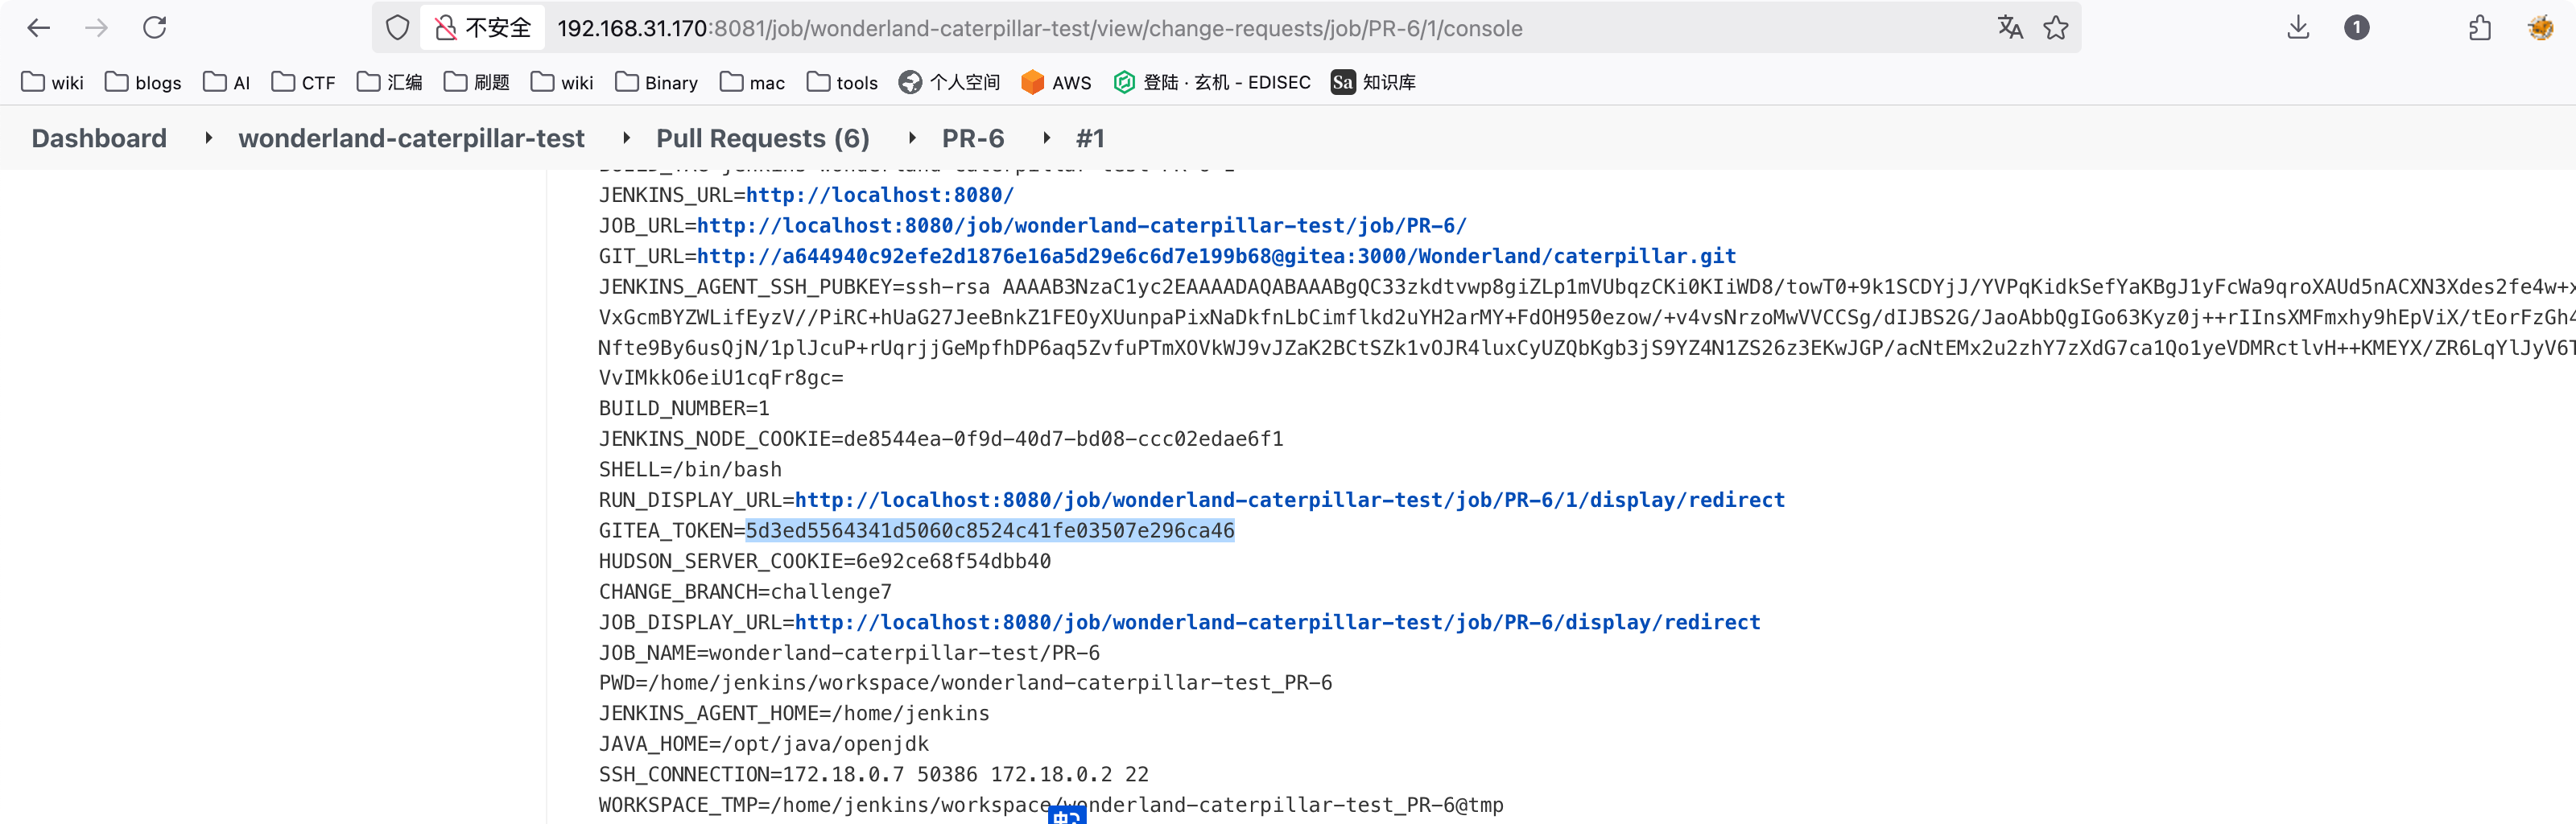 不安全 192.168.31.170:8081/job/wonderland-caterpillar-test/view/change-requests/job/PR-6/1/console 1
wiki blogs AI CTF 汇编 刷题 wiki Binary mac tools 个人空间 AWS 登陆 · 玄机 - EDISEC Sa 知识库
Dashboard wonderland-caterpillar-test Pull Requests (6) PR-6 #1
JENKINS_URL=http://localhost:8080/
JOB_URL=http://localhost:8080/job/wonderland-caterpillar-test/job/PR-6/
GIT_URL=http://a644940c92efe2d1876e16a5d29e6c6d7e199b68@gitea:3000/Wonderland/caterpillar.git
JENKINS_AGENT_SSH_PUBKEY=ssh-rsa AAAAB3NzaC1yc2EAAAADAQABAAABgQC33zkdtvwp8giZLp1mVUbqzCKi0KIiWD8/towT0+9k1SCDYjJ/YVPqKidkSefYaKBgJ1yFcWa9qroXAUd5nACXN3Xdes2fe4w+x
VxGcmBYZWLifEyzV//PiRC+hUaG27JeeBnkZ1FEOyXUunpaPixNaDkfnLbCimflkd2uYH2arMY+FdOH950ezow/+v4vsNrzoMwVVCCSg/dIJBS2G/JaoAbbQgIGo63Kyz0j++rIInsXMFmxhy9hEpViX/tEorFzGh4
Nfte9By6usQjN/1plJcuP+rUqrjjGeMpfhDP6aq5ZvfuPTmXOVkWJ9vJZaK2BCtSZk1vOJR4luxCyUZQbKgb3jS9YZ4N1ZS26z3EKwJGP/acNtEMx2u2zhY7zXdG7ca1Qo1yeVDMRctlvH++KMEYX/ZR6LqYlJyV6T
VvIMkkO6eiU1cqFr8gc=
BUILD_NUMBER=1
JENKINS_NODE_COOKIE=de8544ea-0f9d-40d7-bd08-ccc02edae6f1
SHELL=/bin/bash
RUN_DISPLAY_URL=http://localhost:8080/job/wonderland-caterpillar-test/job/PR-6/1/display/redirect
GITEA_TOKEN=5d3ed5564341d5060c8524c41fe03507e296ca46
HUDSON_SERVER_COOKIE=6e92ce68f54dbb40
CHANGE_BRANCH=challenge7
JOB_DISPLAY_URL=http://localhost:8080/job/wonderland-caterpillar-test/job/PR-6/display/redirect
JOB_NAME=wonderland-caterpillar-test/PR-6
PWD=/home/jenkins/workspace/wonderland-caterpillar-test_PR-6
JENKINS_AGENT_HOME=/home/jenkins
JAVA_HOME=/opt/java/openjdk
SSH_CONNECTION=172.18.0.7 50386 172.18.0.2 22
WORKSPACE_TMP=/home/jenkins/workspace/wonderland-caterpillar-test_PR-6@tmp